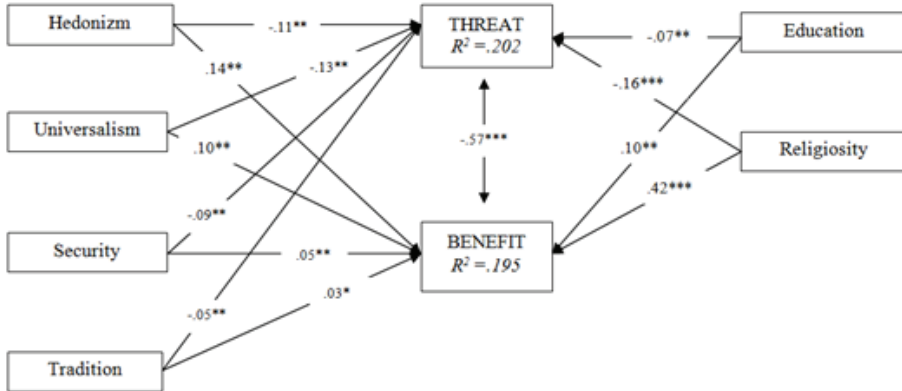 Hedonizm
-.11**
THREAT
R² =.202
-.07**
Education
.14**
-.13**
-.16***
Universalism
.10**
-.57***
.10**
Religiosity
.42***
-.09**
Security
.05**
BENEFIT
R² =.195
.03*
-.05**
Tradition